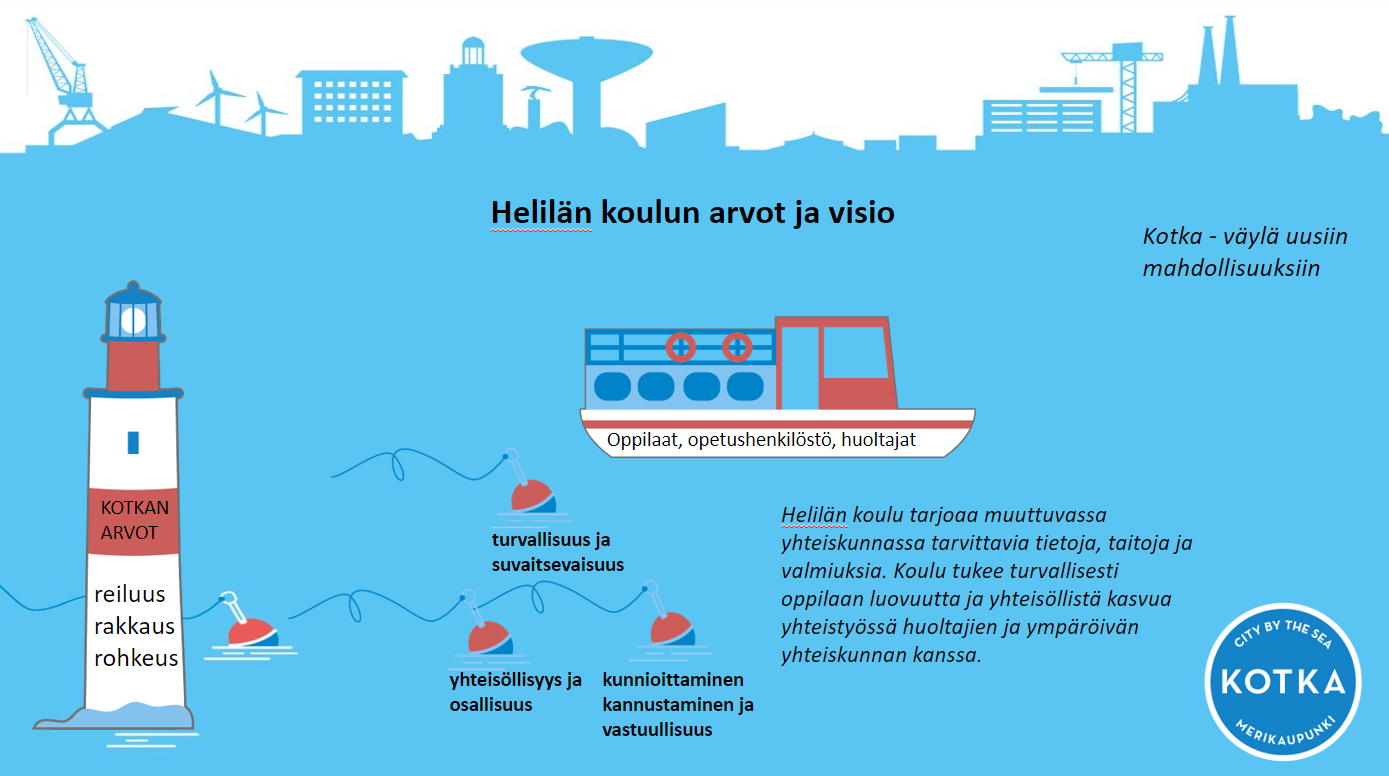 Helilän koulun arvot ja visio
Kotka - väylä uusiin
mahdollisuuksiin
Oppilaat, opetushenkilöstö, huoltajat
KOTKAN
ARVOT
reiluus
rakkaus
rohkeus
turvallisuus ja
suvaitsevaisuus
yhteisöllisyys ja
osallisuus
kunnioittaminen
kannustaminen ja
vastuullisuus
Helilän koulu tarjoaa muuttuvassa
yhteiskunnassa tarvittavia tietoja, taitoja ja
valmiuksia. Koulu tukee turvallisesti
oppilaan luovuutta ja yhteisöllistä kasvua
yhteistyössä huoltajien ja ympäröivän
yhteiskunnan kanssa.
CITY BY THE SEA
KOTKA
MERIKAUPUNKI